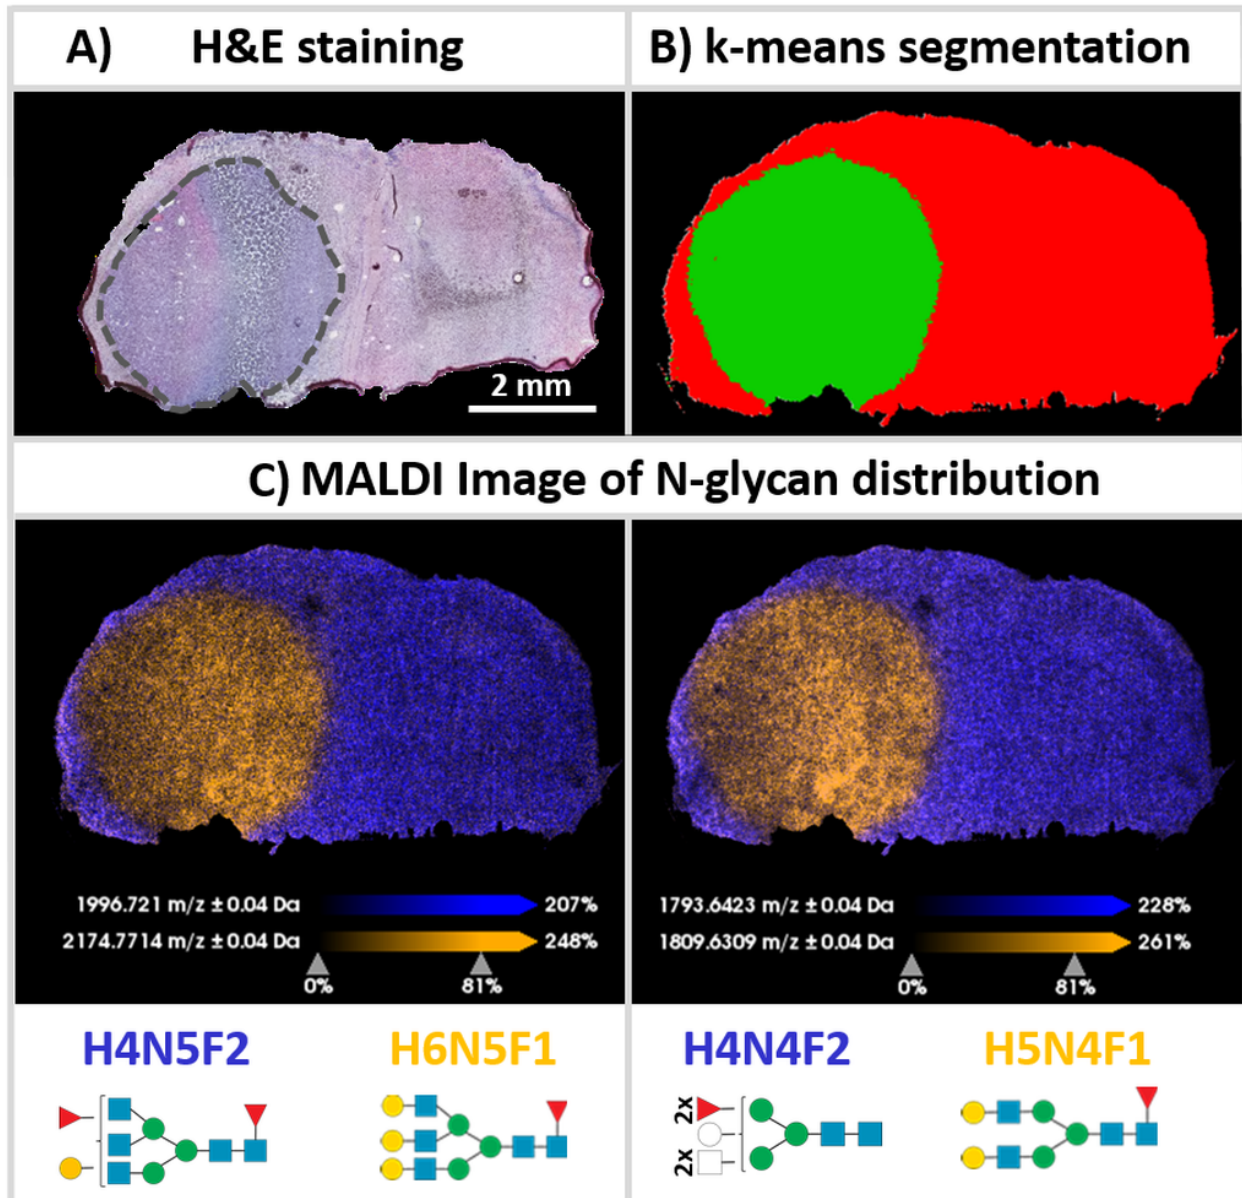 A) H&E staining
B) k-means segmentation
2 mm
C) MALDI Image of N-glycan distribution
1996.721 m/z ± 0.04 Da 207%
2174.7714 m/z ± 0.04 Da 248%
0% 81%
1793.6423 m/z ± 0.04 Da 228%
1809.6309 m/z ± 0.04 Da 261%
0% 81%
H4N5F2 H6N5F1
H4N4F2 H5N4F1
2x
2x